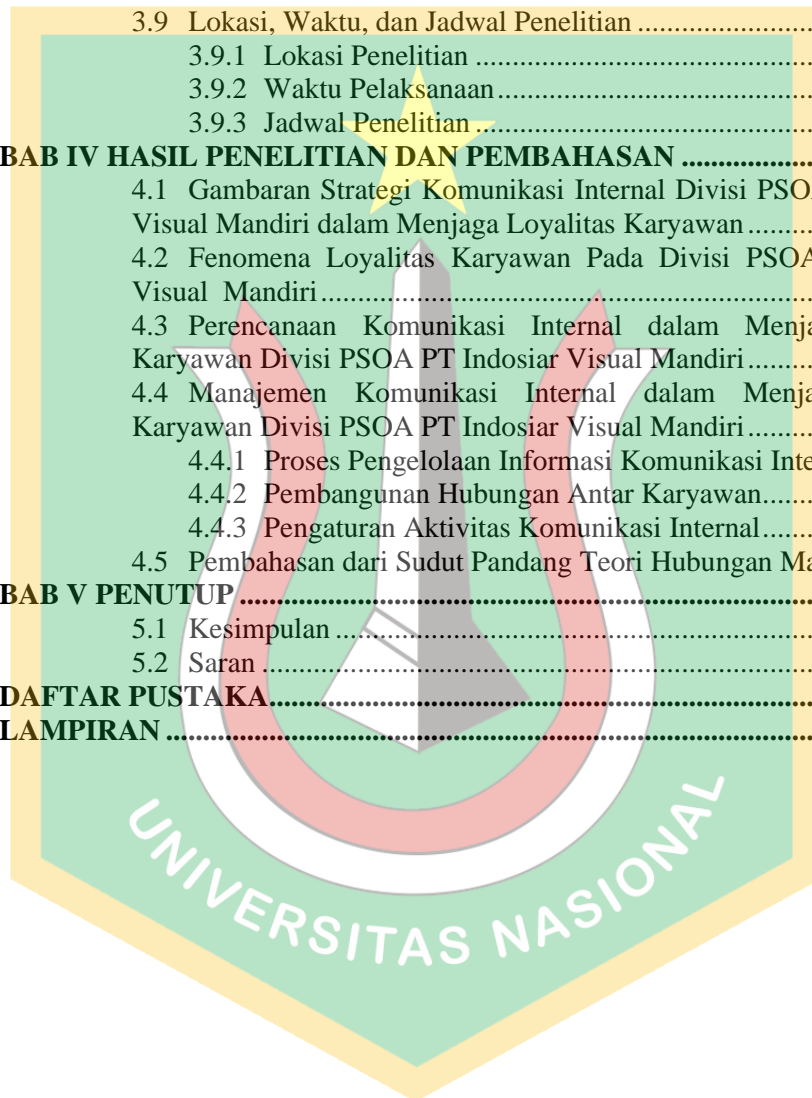 3.9 Lokasi, Waktu, dan Jadwal Penelitian ........................
3.9.1 Lokasi Penelitian ........................
3.9.2 Waktu Pelaksanaan........................
3.9.3 Jadwal Penelitian ........................
BAB IV HASIL PENELITIAN DAN PEMBAHASAN ........................
4.1 Gambaran Strategi Komunikasi Internal Divisi PSO
Visual Mandiri dalam Menjaga Loyalitas Karyawan ........................
4.2 Fenomena Loyalitas Karyawan Pada Divisi PSOA
Visual Mandiri ........................
4.3 Perencanaan Komunikasi Internal dalam Menj
Karyawan Divisi PSOA PT Indosiar Visual Mandiri ........................
4.4 Manajemen Komunikasi Internal dalam Menj
Karyawan Divisi PSOA PT Indosiar Visual Mandiri ........................
4.4.1 Proses Pengelolaan Informasi Komunikasi Inte
4.4.2 Pembangunan Hubungan Antar Karyawan........................
4.4.3 Pengaturan Aktivitas Komunikasi Internal........................
4.5 Pembahasan dari Sudut Pandang Teori Hubungan Ma
BAB V PENUTUP ........................
5.1 Kesimpulan ........................
5.2 Saran ........................
DAFTAR PUSTAKA........................
LAMPIRAN ........................
UNIVERSITAS NASIONAL